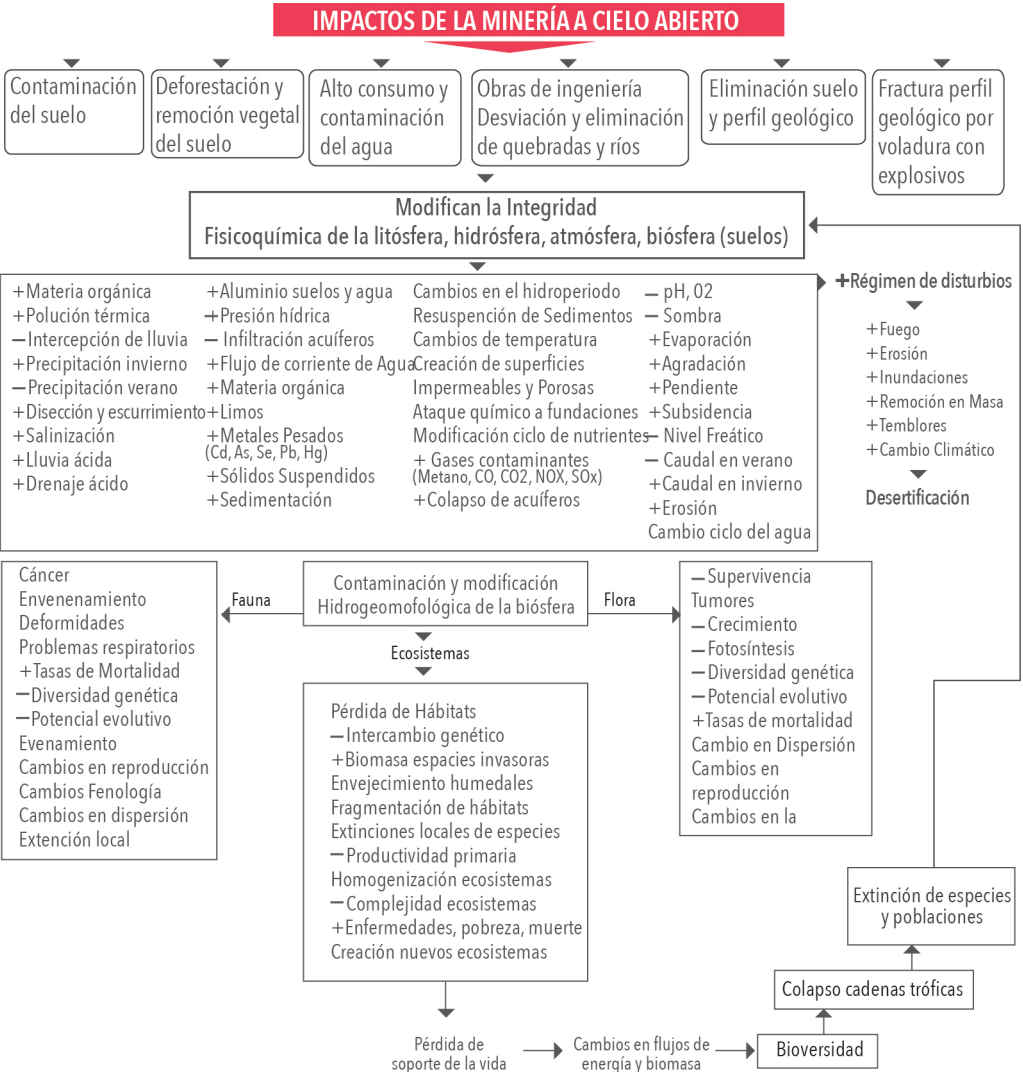 IMPACTOS DE LA MINERÍA A CIELO ABIERTO
Contaminación
del suelo
Deforestación y
remoción vegetal
del suelo
Alto consumo y
contaminación
del agua
Obras de ingeniería
Desviación y eliminación
de quebradas y ríos
Eliminación suelo
y perfil geológico
Fractura perfil
geológico por
voladura con
explosivos
Modifican la Integridad
Fisicoquímica de la litósfera, hidrósfera, atmósfera, biósfera (suelos)
+Materia orgánica
+Polución térmica
—Intercepción de lluvia
+Precipitación invierno
—Precipitación verano
+Disección y escurrimiento
+Salinización
+Lluvia ácida
+Drenaje ácido
+Aluminio suelos y agua
+Presión hídrica
— Infiltración acuíferos
+Flujo de corriente de Agua
+Materia orgánica
+Limos
+Metales Pesados
(Cd, As, Se, Pb, Hg)
+Sólidos Suspendidos
+Sedimentación
Cambios en el hidroperiodo
Resuspención de Sedimentos
Cambios de temperatura
Creación de superficies
Impermeables y Porosas
Ataque químico a fundaciones
Modificación ciclo de nutrientes
+ Gases contaminantes
(Metano, CO, CO2, NOX, SOx)
+Colapso de acuíferos
— pH, 02
— Sombra
+Evaporación
+Agradación
+Pendiente
+Subsidencia
— Nivel Freático
— Caudal en verano
+Caudal en invierno
+Erosión
Cambio ciclo del agua
+Régimen de disturbios
+Fuego
+Erosión
+Inundaciones
+Remoción en Masa
+Temblores
+Cambio Climático
Desertificación
Cáncer
Envenenamiento
Deformidades
Problemas respiratorios
+Tasas de Mortalidad
—Diversidad genética
—Potencial evolutivo
Evenamiento
Cambios en reproducción
Cambios Fenología
Cambios en dispersión
Extención local
Fauna
Contaminación y modificación
Hidrogeomofológica de la biósfera
Flora
Ecosistemas
Pérdida de Hábitats
—Intercambio genético
+Biomasa especies invasoras
Envejecimiento humedales
Fragmentación de hábitats
Extinciones locales de especies
—Productividad primaria
Homogenización ecosistemas
—Complejidad ecosistemas
+Enfermedades, pobreza, muerte
Creación nuevos ecosistemas
—Supervivencia
Tumores
—Crecimiento
—Fotosíntesis
—Diversidad genética
—Potencial evolutivo
+Tasas de mortalidad
Cambio en Dispersión
Cambios en
reproducción
Cambios en la
Extinción de especies
y poblaciones
Colapso cadenas tróficas
Pérdida de
soporte de la vida
Cambios en flujos de
energía y biomasa
Bioversidad